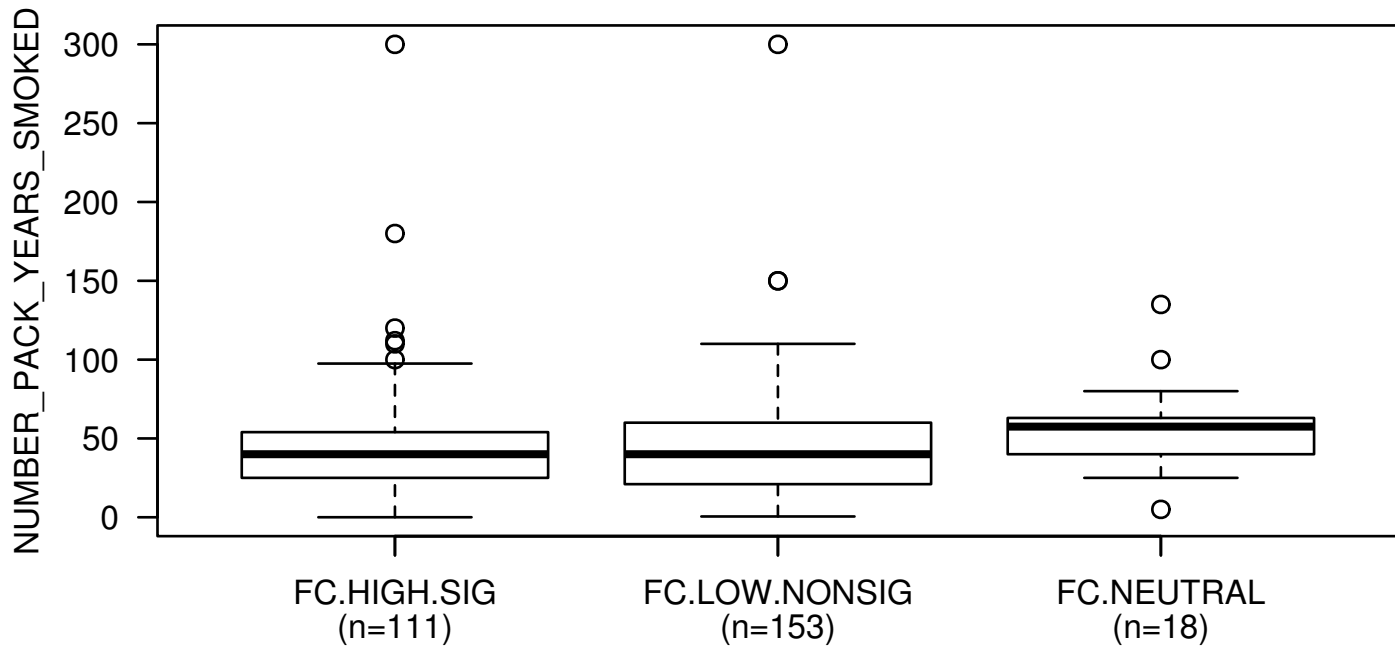 NUMBER_PACK_YEARS_SMOKED
300
250
200
150
100
50
0
FC.HIGH.SIG
(n=111)
FC.LOW.NONSIG
(n=153)
FC.NEUTRAL
(n=18)